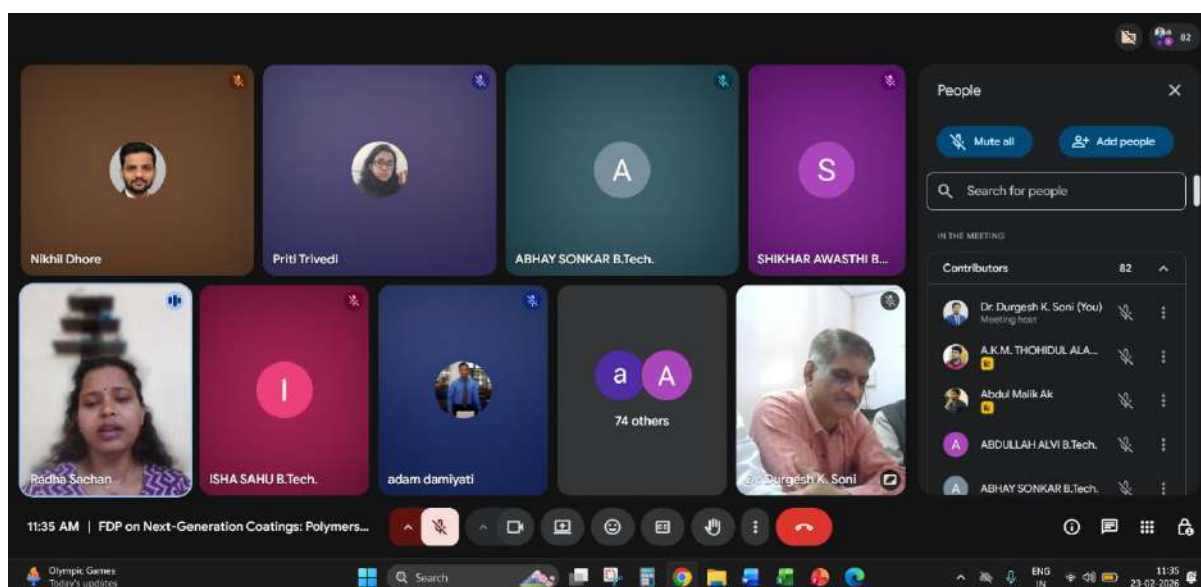 82
Nikhil Dhore
Priti Trivedi
A
ABHAY SONKAR B.Tech.
S
SHIKHAR AWASTHI B...
Radha Sachan
I
ISHA SAHU B.Tech.
adam damiyati
a A
74 others
Dr. Durgesh K. Soni
People
Mute all
Add people
Search for people
IN THE MEETING
Contributors 82
Dr. Durgesh K. Soni (You)
Meeting host
A.K.M. THOHIDUL ALA...
Abdul Malik Ak
A ABDULLAH ALVI B.Tech.
A ABHAY SONKAR B.Tech.
11:35 AM | FDP on Next-Generation Coatings: Polymers...
Olympic Games
Today's updates
Search
ENG
IN
11:35
23-02-2026